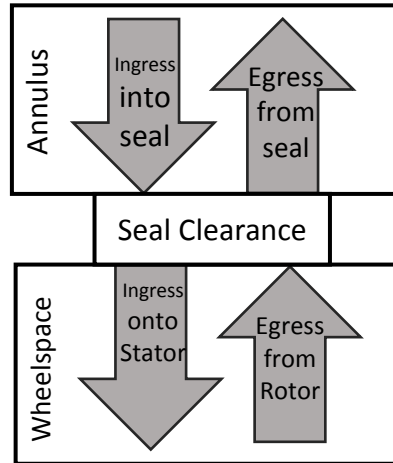 Annulus
Ingress
into
seal
Egress
from
seal
Seal Clearance
Wheelspace
Ingress
onto
Stator
Egress
from
Rotor